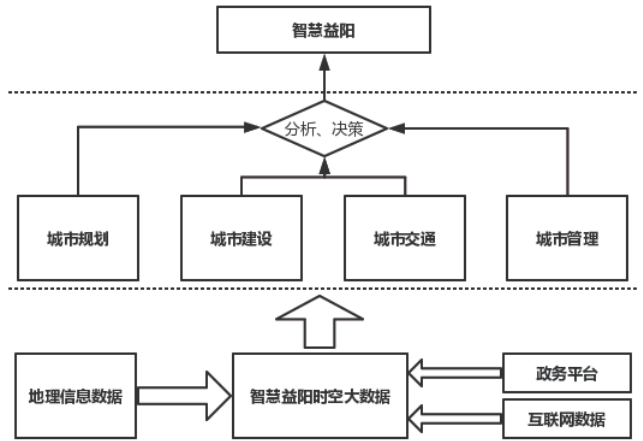 智慧益阳
分析、决策
城市规划
城市建设
城市交通
城市管理
地理信息数据
智慧益阳时空大数据
政务平台
互联网数据